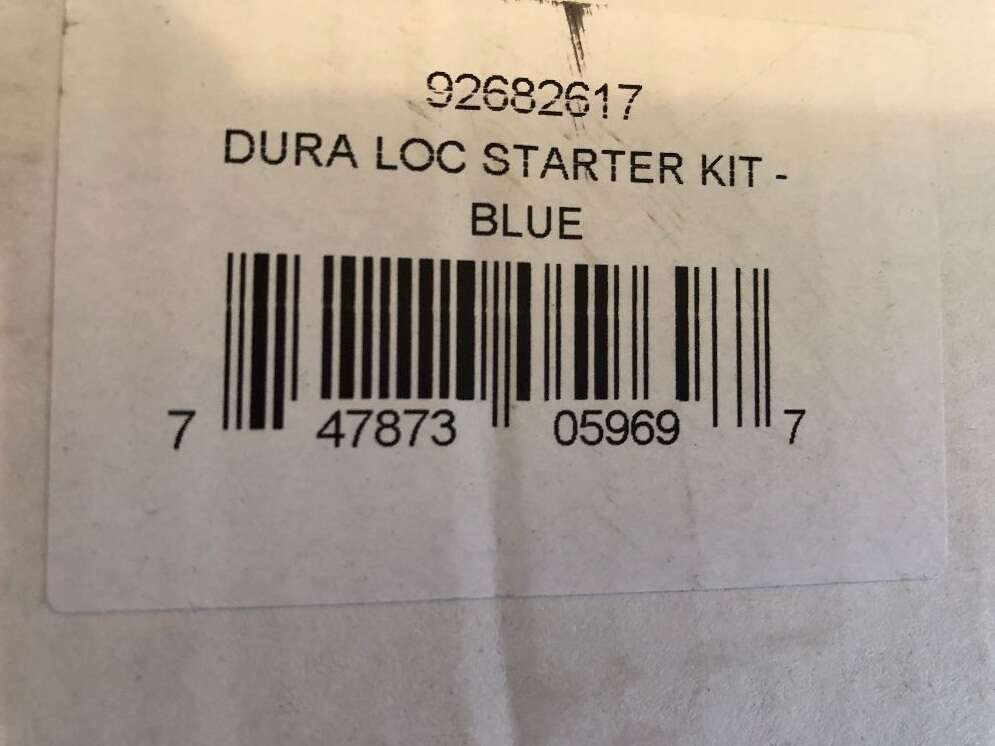 92682617
DURA LOC STARTER KIT -
BLUE
7 47873 05969 7